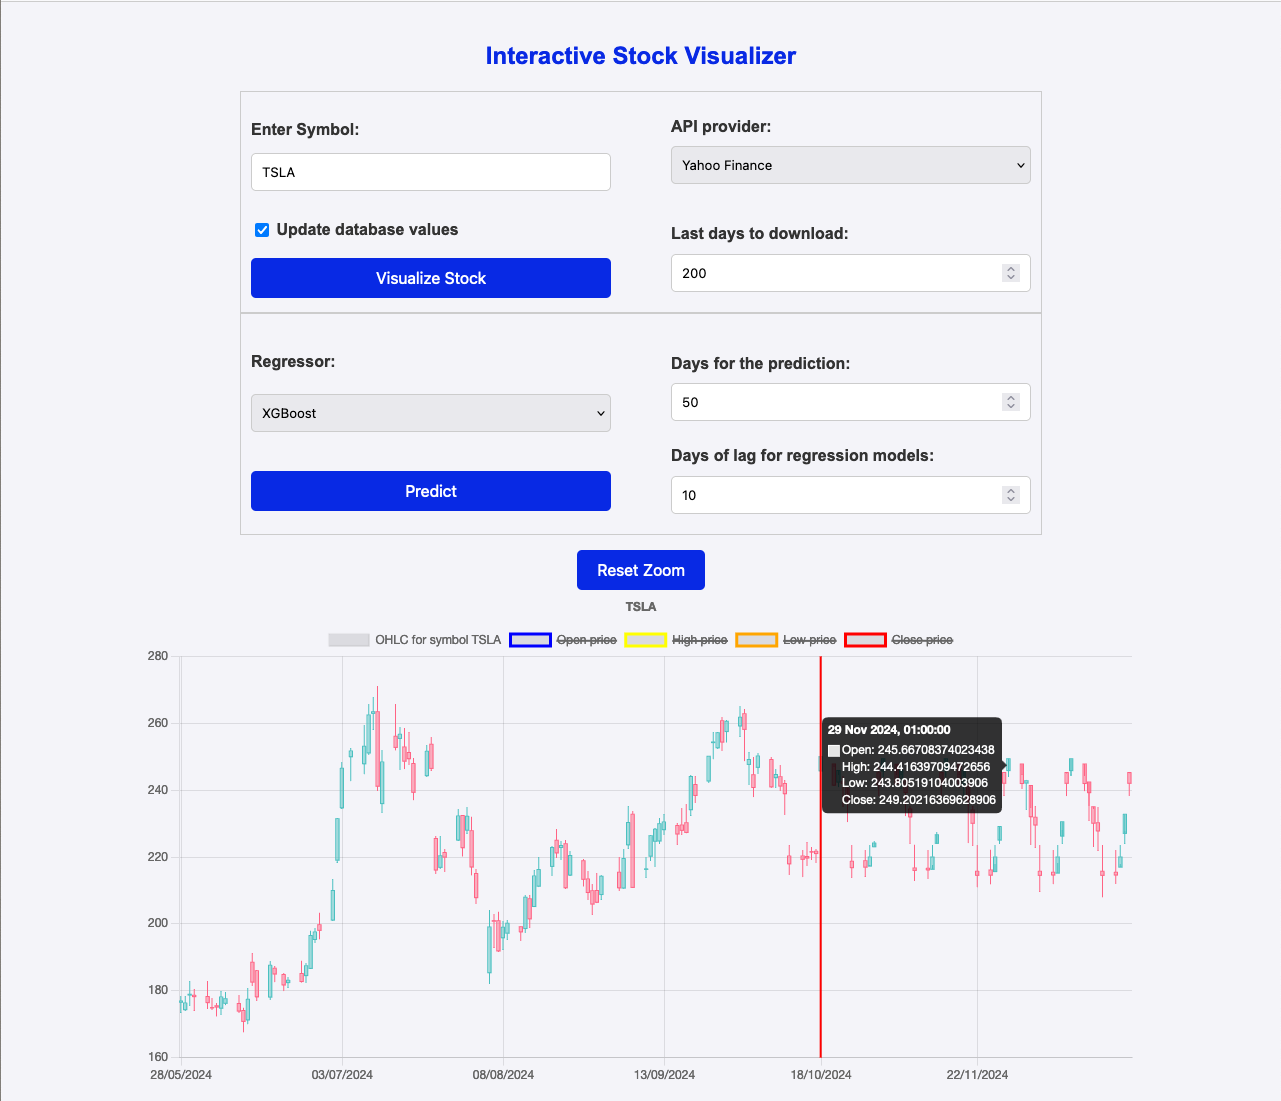 Interactive Stock Visualizer
Enter Symbol:
TSLA
Update database values
Visualize Stock
API provider:
Yahoo Finance
Last days to download:
200
Regressor:
XGBoost
Predict
Days for the prediction:
50
Days of lag for regression models:
10
Reset Zoom
TSLA
OHLC for symbol TSLA Open price High price Low price Close price
280
260
240
220
200
180
160
29 Nov 2024, 01:00:00
Open: 245.66708374023438
High: 244.41639709472656
Low: 243.80519104003906
Close: 249.20216369628906
28/05/2024 03/07/2024 08/08/2024 13/09/2024 18/10/2024 22/11/2024